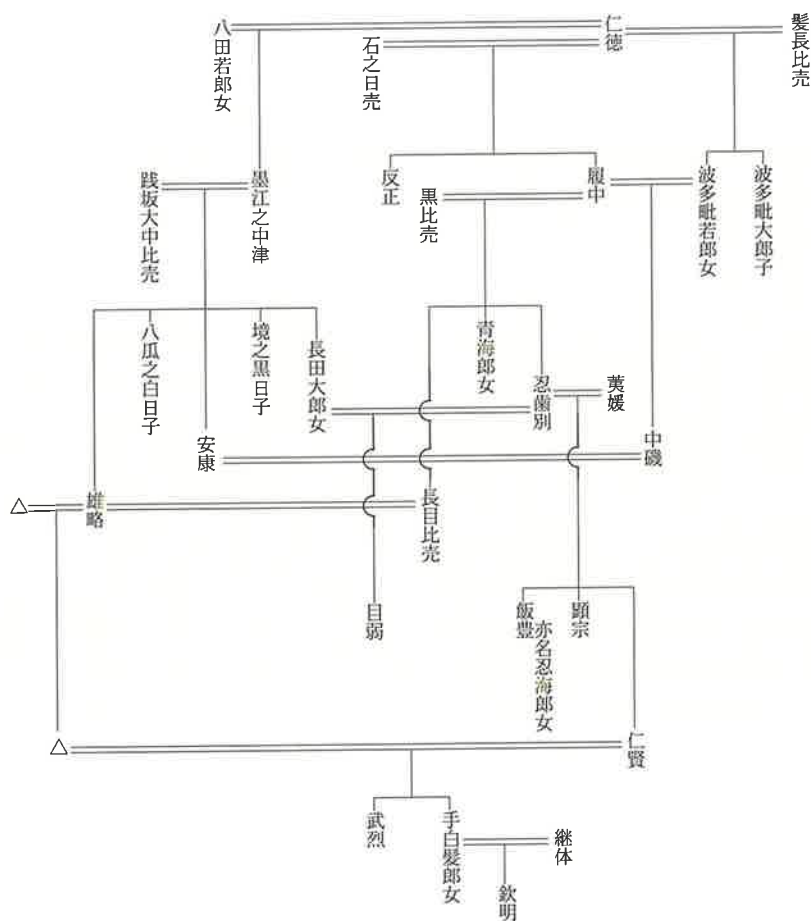 髪長比売
仁徳
石之日売
八田若郎女
波多毗大郎子
波多毗若郎女
履中
反正
黒比売
墨江之中津
践坂大中比売
荑媛
忍歯別
青海郎女
長田大郎女
境之黒日子
八瓜之白日子
中磯
安康
長目比売
雄略
△
仁賢
顕宗
飯豊
亦名忍海郎女
目弱
△
継体
手白髪郎女
武烈
欽明